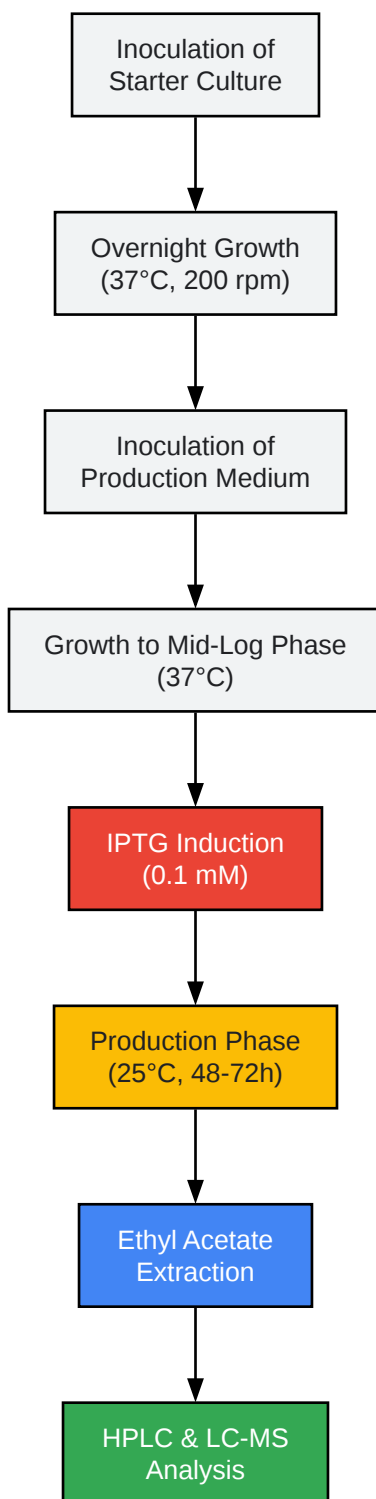 Inoculation of
Starter Culture
Overnight Growth
(37°C, 200 rpm)
Inoculation of
Production Medium
Growth to Mid-Log Phase
(37°C)
IPTG Induction
(0.1 mM)
Production Phase
(25°C, 48-72h)
Ethyl Acetate
Extraction
HPLC & LC-MS
Analysis